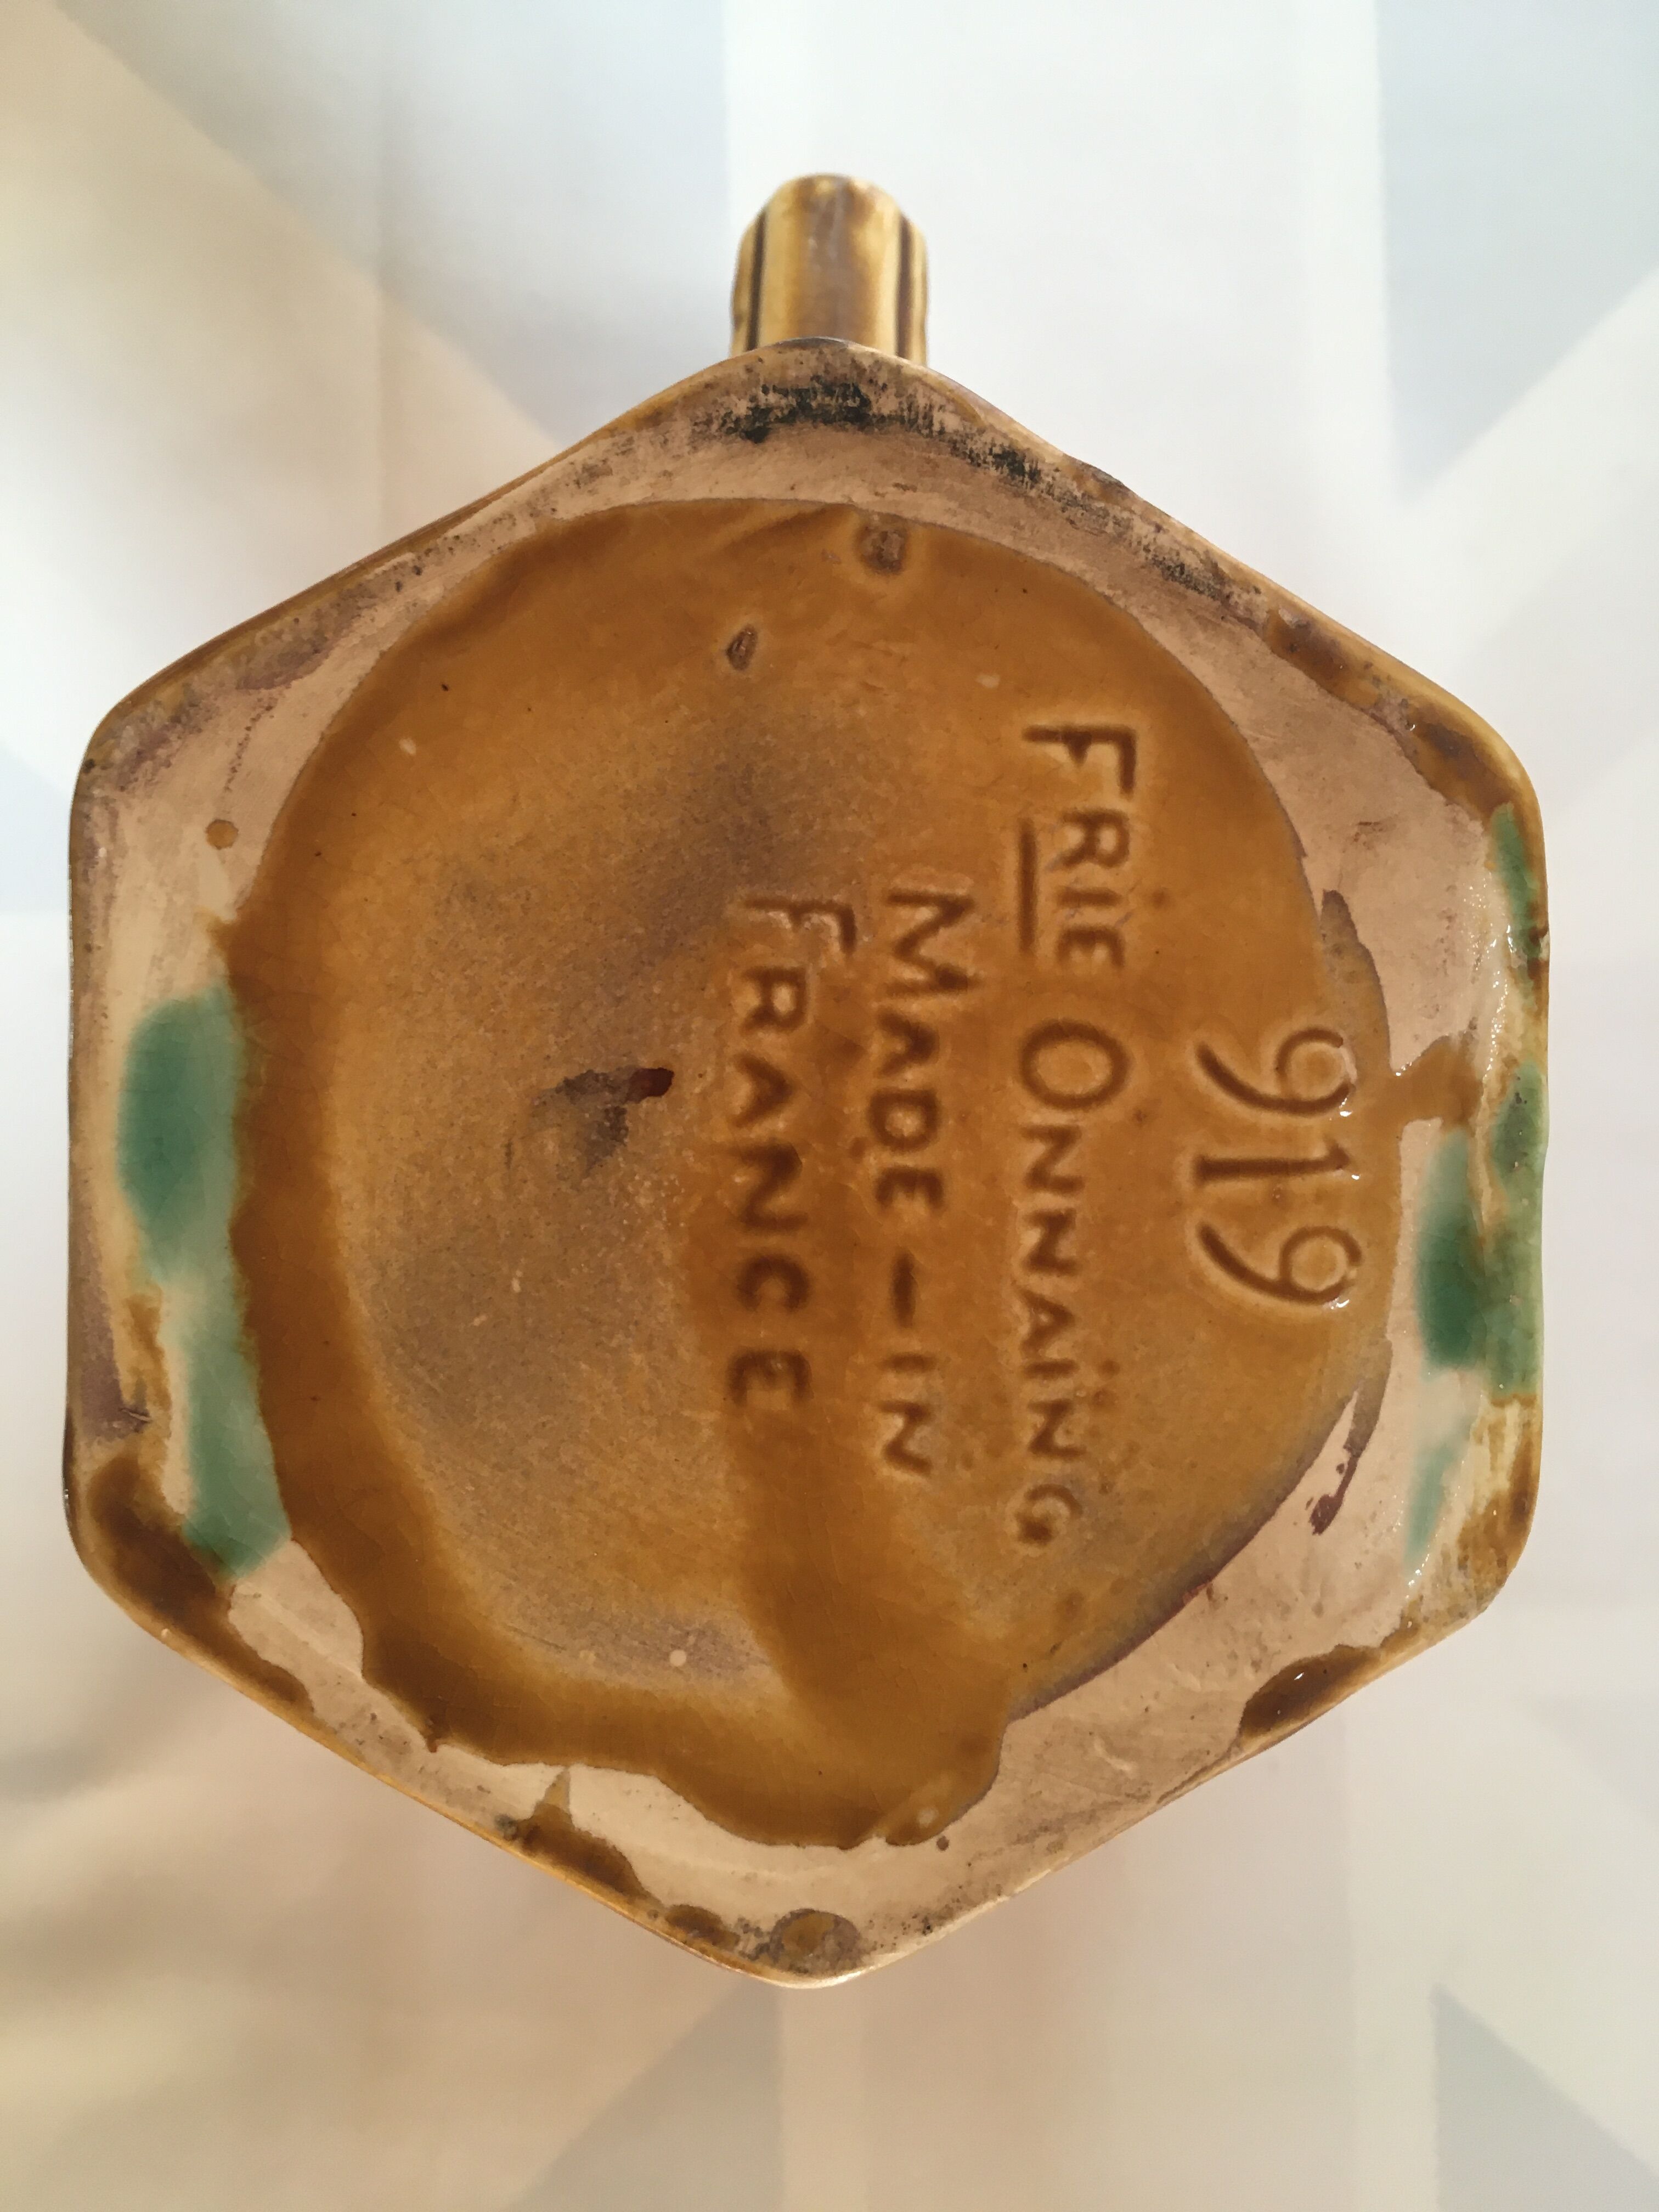 919
FRIE ONNAING
MADE-IN
FRANCE